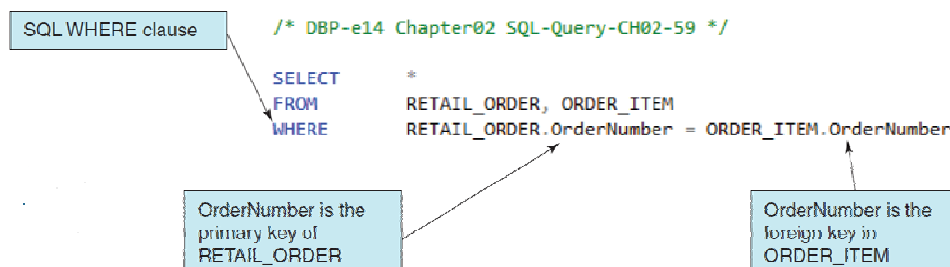 SQL WHERE clause
/* DBP-e14 Chapter02 SQL-Query-CH02-59 */
SELECT *
FROM RETAIL_ORDER, ORDER_ITEM
WHERE RETAIL_ORDER.OrderNumber = ORDER_ITEM.OrderNumber
OrderNumber is the
primary key of
RETAIL_ORDER
OrderNumber is the
foreign key in
ORDER_ITEM